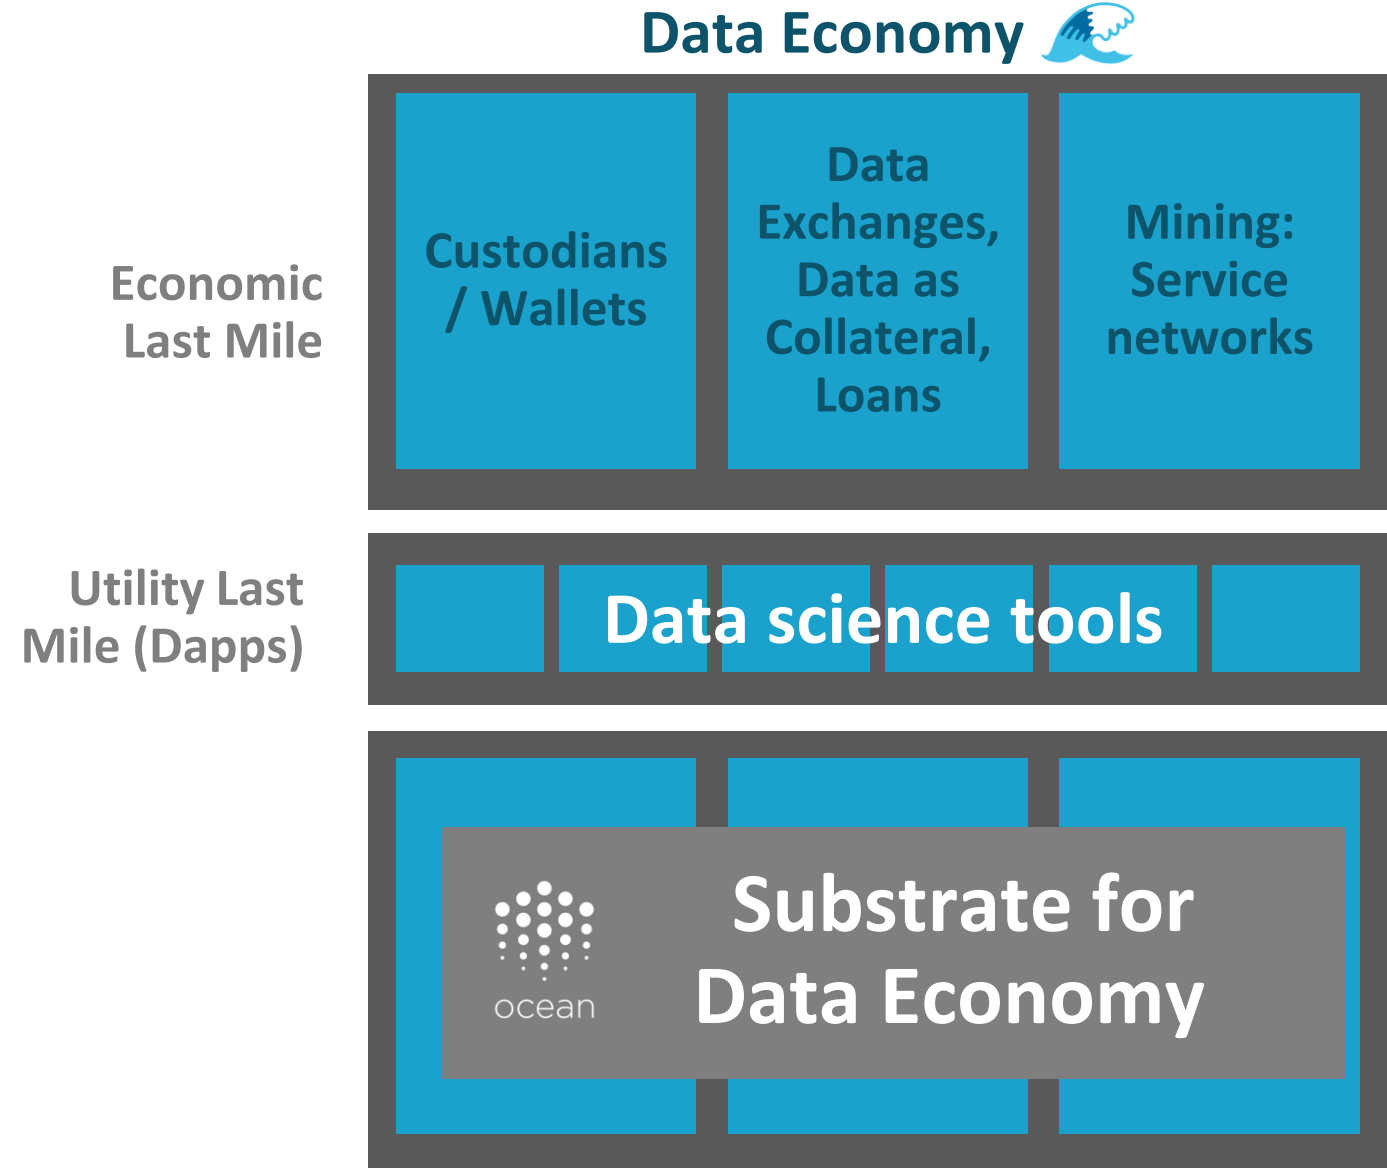 Data Economy
Economic
Last Mile
Custodians
/ Wallets
Data
Exchanges,
Data as
Collateral,
Loans
Mining:
Service
networks
Utility Last
Mile (Dapps)
Data science tools
ocean
Substrate for
Data Economy